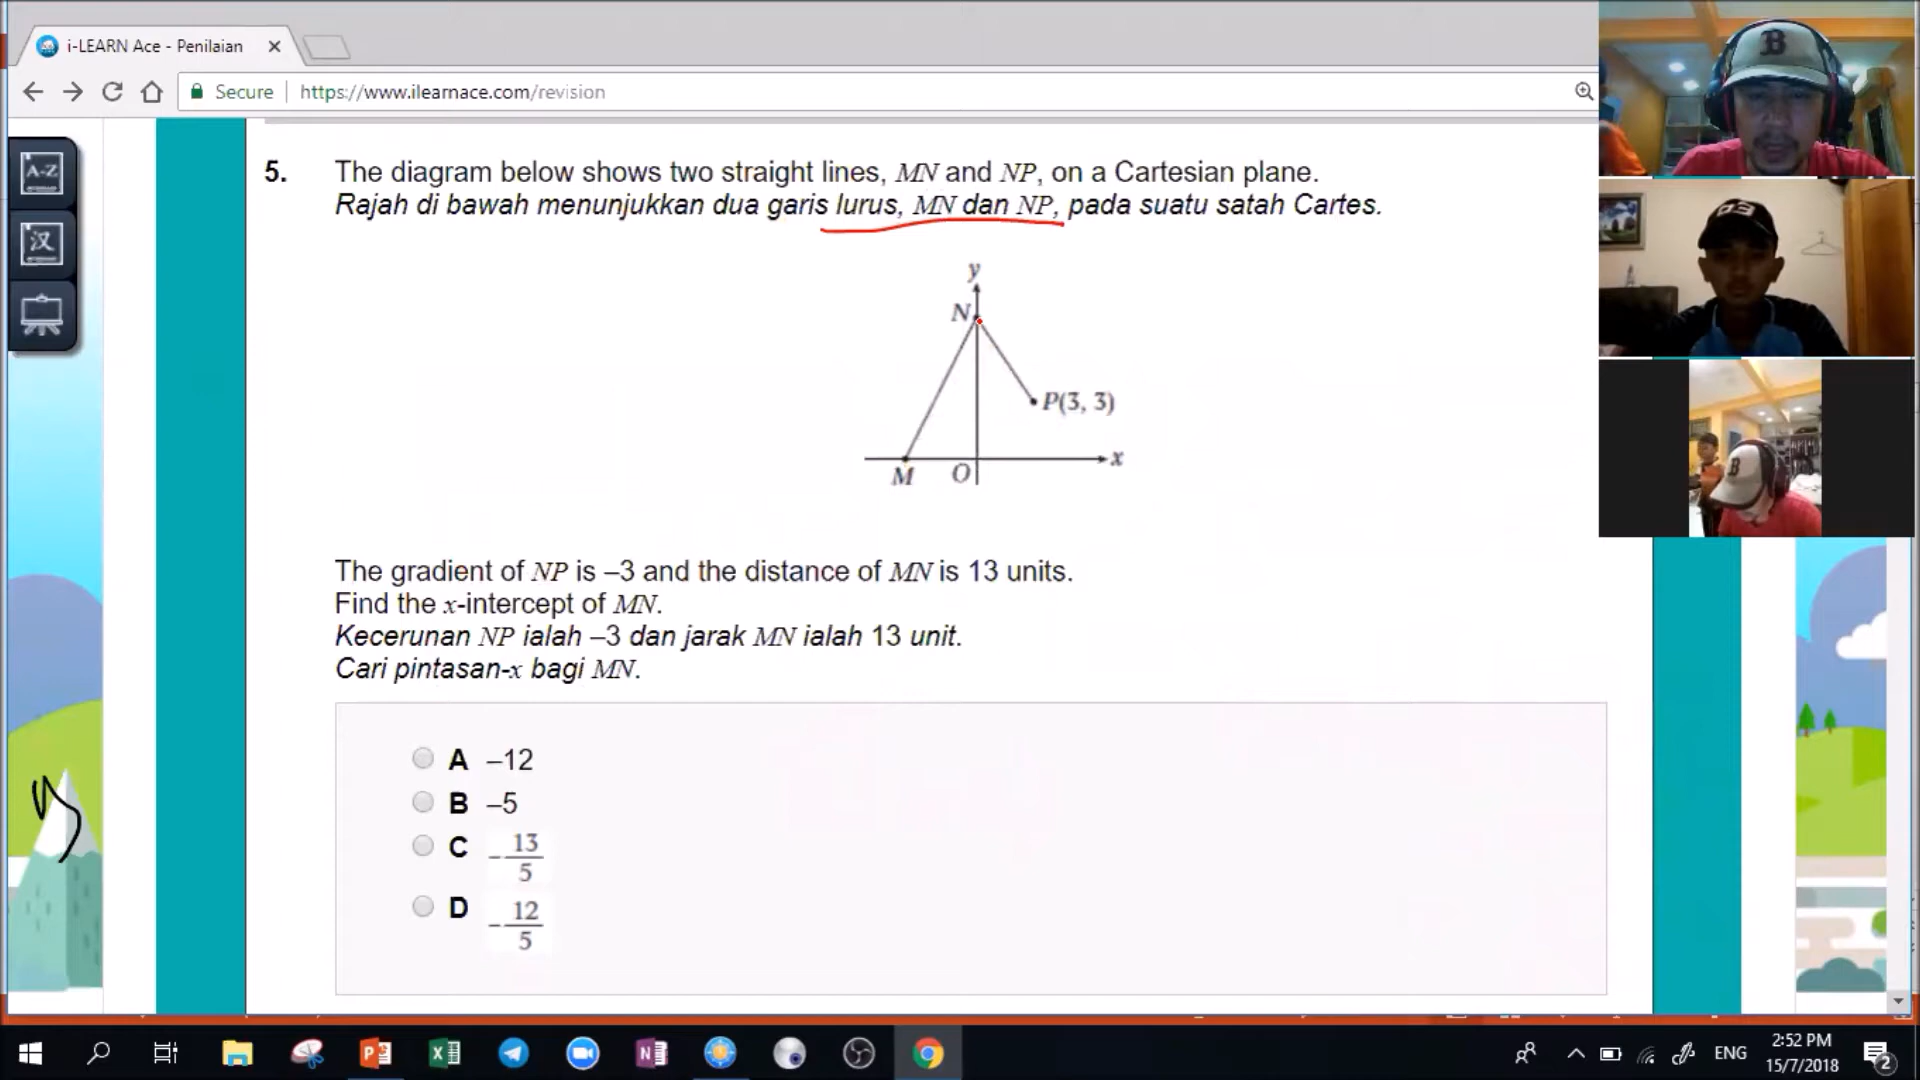 i-LEARN Ace - Penilaian
Secure
https://www.ilearnace.com/revision
A-Z
汉
5.
The diagram below shows two straight lines, MN and NP, on a Cartesian plane.
Rajah di bawah menunjukkan dua garis lurus, MN dan NP, pada suatu satah Cartes.
y
N
P(3, 3)
M
O
x
The gradient of NP is –3 and the distance of MN is 13 units.
Find the x-intercept of MN.
Kecerunan NP ialah –3 dan jarak MN ialah 13 unit.
Cari pintasan-x bagi MN.
A –12
B –5
C -13/5
D -12/5
B
B
ENG
2:52 PM
15/7/2018
2